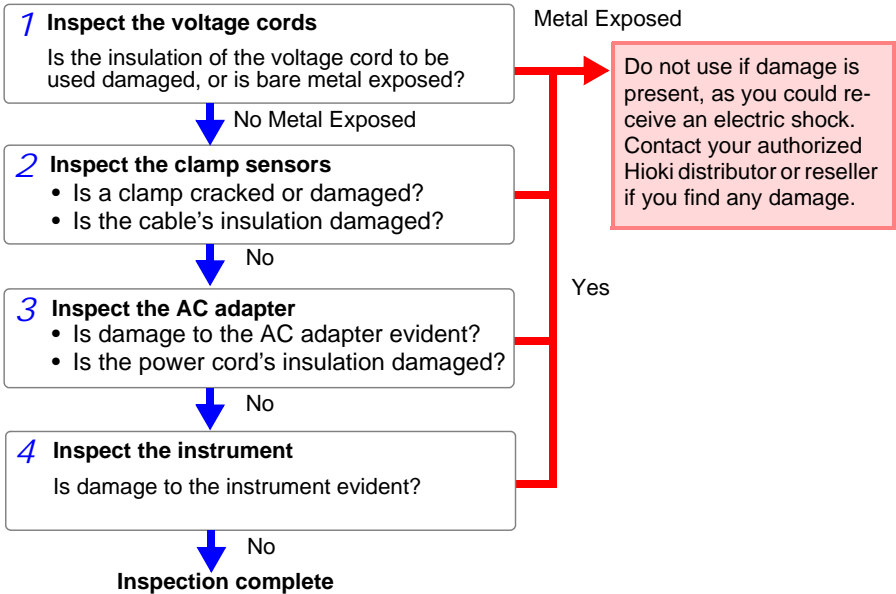 1 Inspect the voltage cords
Is the insulation of the voltage cord to be
used damaged, or is bare metal exposed?
Metal Exposed
Do not use if damage is
present, as you could re-
ceive an electric shock.
Contact your authorized
Hioki distributor or reseller
if you find any damage.
No Metal Exposed
2 Inspect the clamp sensors
• Is a clamp cracked or damaged?
• Is the cable's insulation damaged?
No
Yes
3 Inspect the AC adapter
• Is damage to the AC adapter evident?
• Is the power cord's insulation damaged?
No
4 Inspect the instrument
Is damage to the instrument evident?
No
Inspection complete